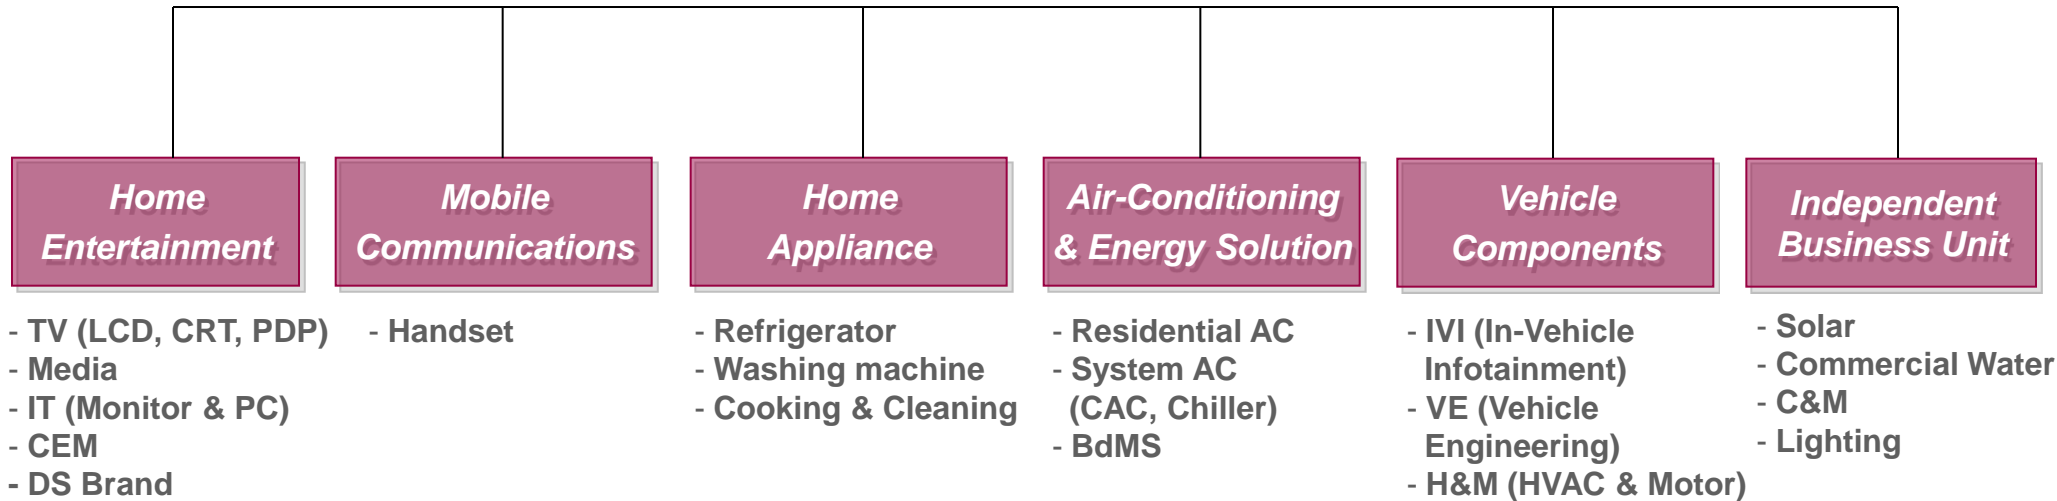 Home
Entertainment
- TV (LCD, CRT, PDP)
- Media
- IT (Monitor & PC)
- CEM
- DS Brand
Mobile
Communications
- Handset
Home
Appliance
- Refrigerator
- Washing machine
- Cooking & Cleaning
Air-Conditioning
& Energy Solution
- Residential AC
- System AC
(CAC, Chiller)
- BdMS
Vehicle
Components
- IVI (In-Vehicle
Infotainment)
- VE (Vehicle
Engineering)
- H&M (HVAC & Motor)
Independent
Business Unit
- Solar
- Commercial Water
- C&M
- Lighting